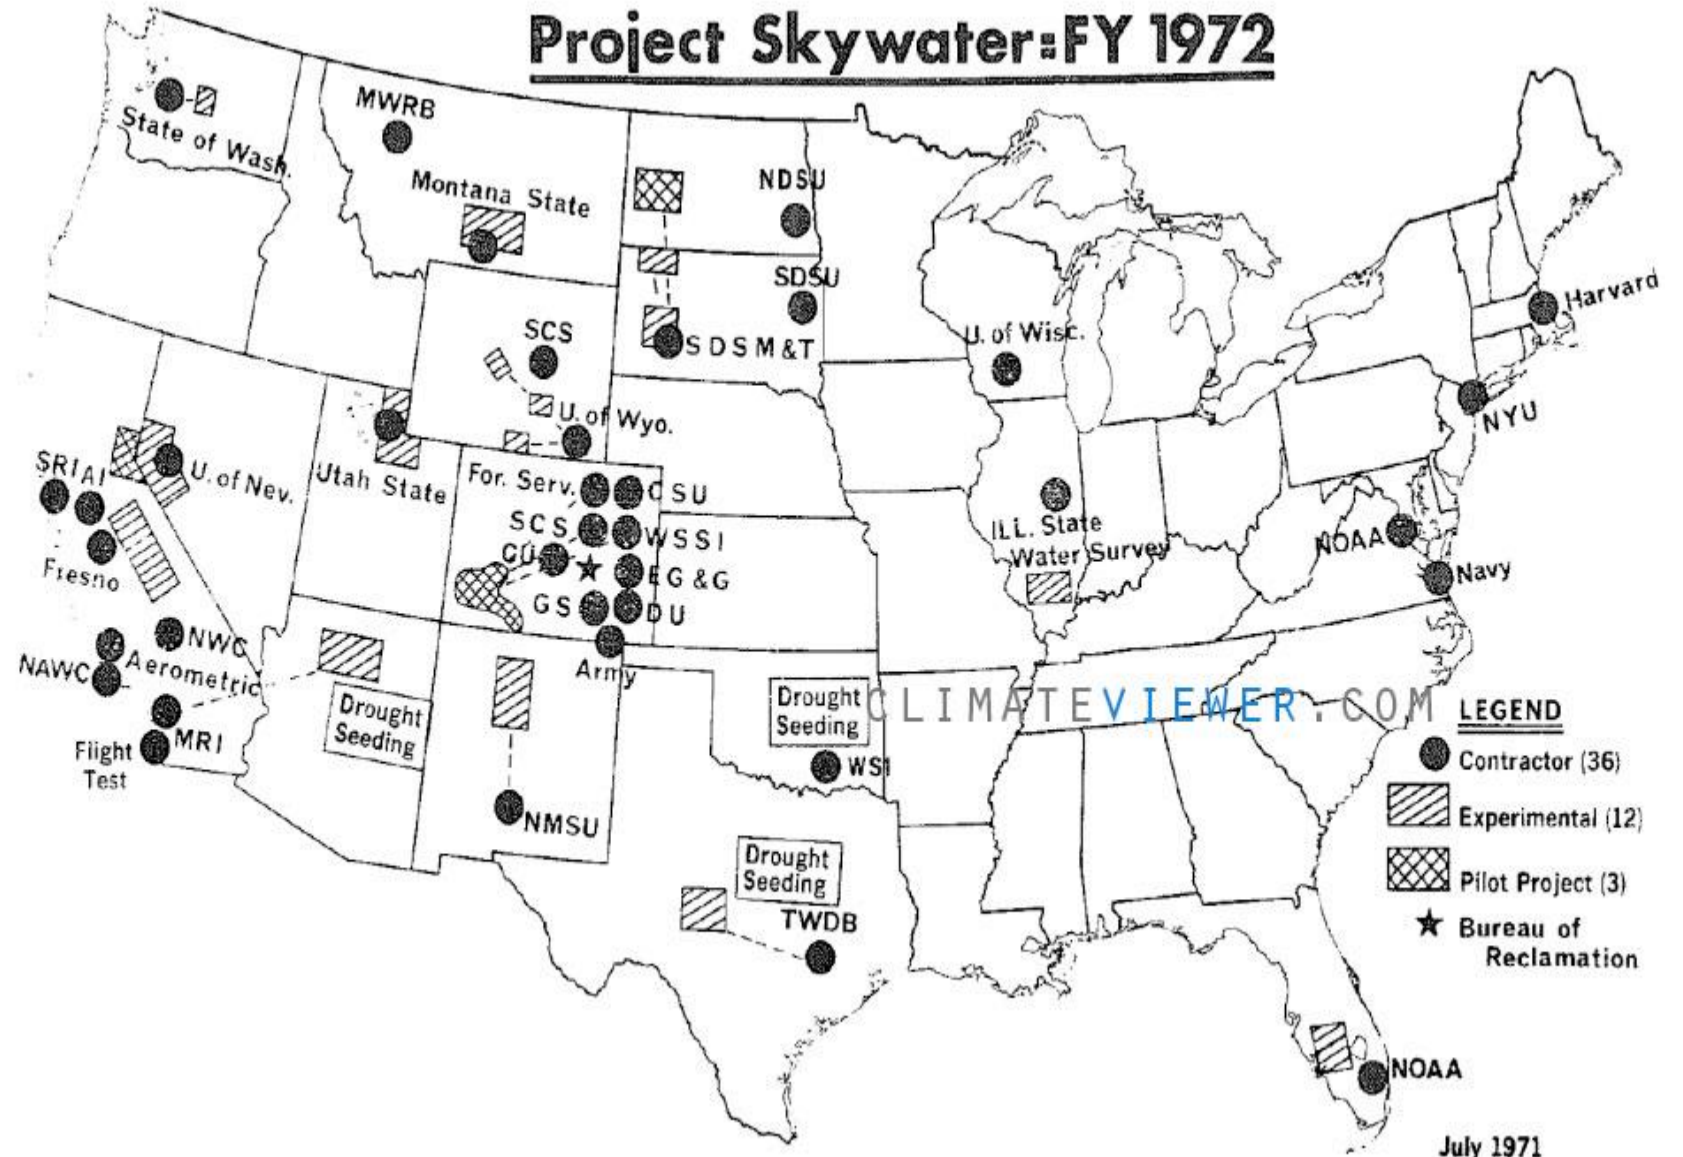 Project Skywater:FY 1972
State of Wash.
MWRB
Montana State
NDSU
SDSU
SDSM&T
SCS
U. of Wyo.
U. of Wisc.
Harvard
NYU
SRI
AI
U. of Nev.
Utah State
For. Serv.
CSU
SCS
WSSI
CU
EG&G
GS
DU
Army
Fresno
ILL. State
Water Survey
NOAA
Navy
NWC
NAWC
Aerometric
MRI
Flight
Test
Drought
Seeding
NMSU
Drought
Seeding
WSI
Drought
Seeding
TWDB
NOAA
CLIMATEVIEWER.COM
LEGEND
Contractor (36)
Experimental (12)
Pilot Project (3)
Bureau of
Reclamation
July 1971